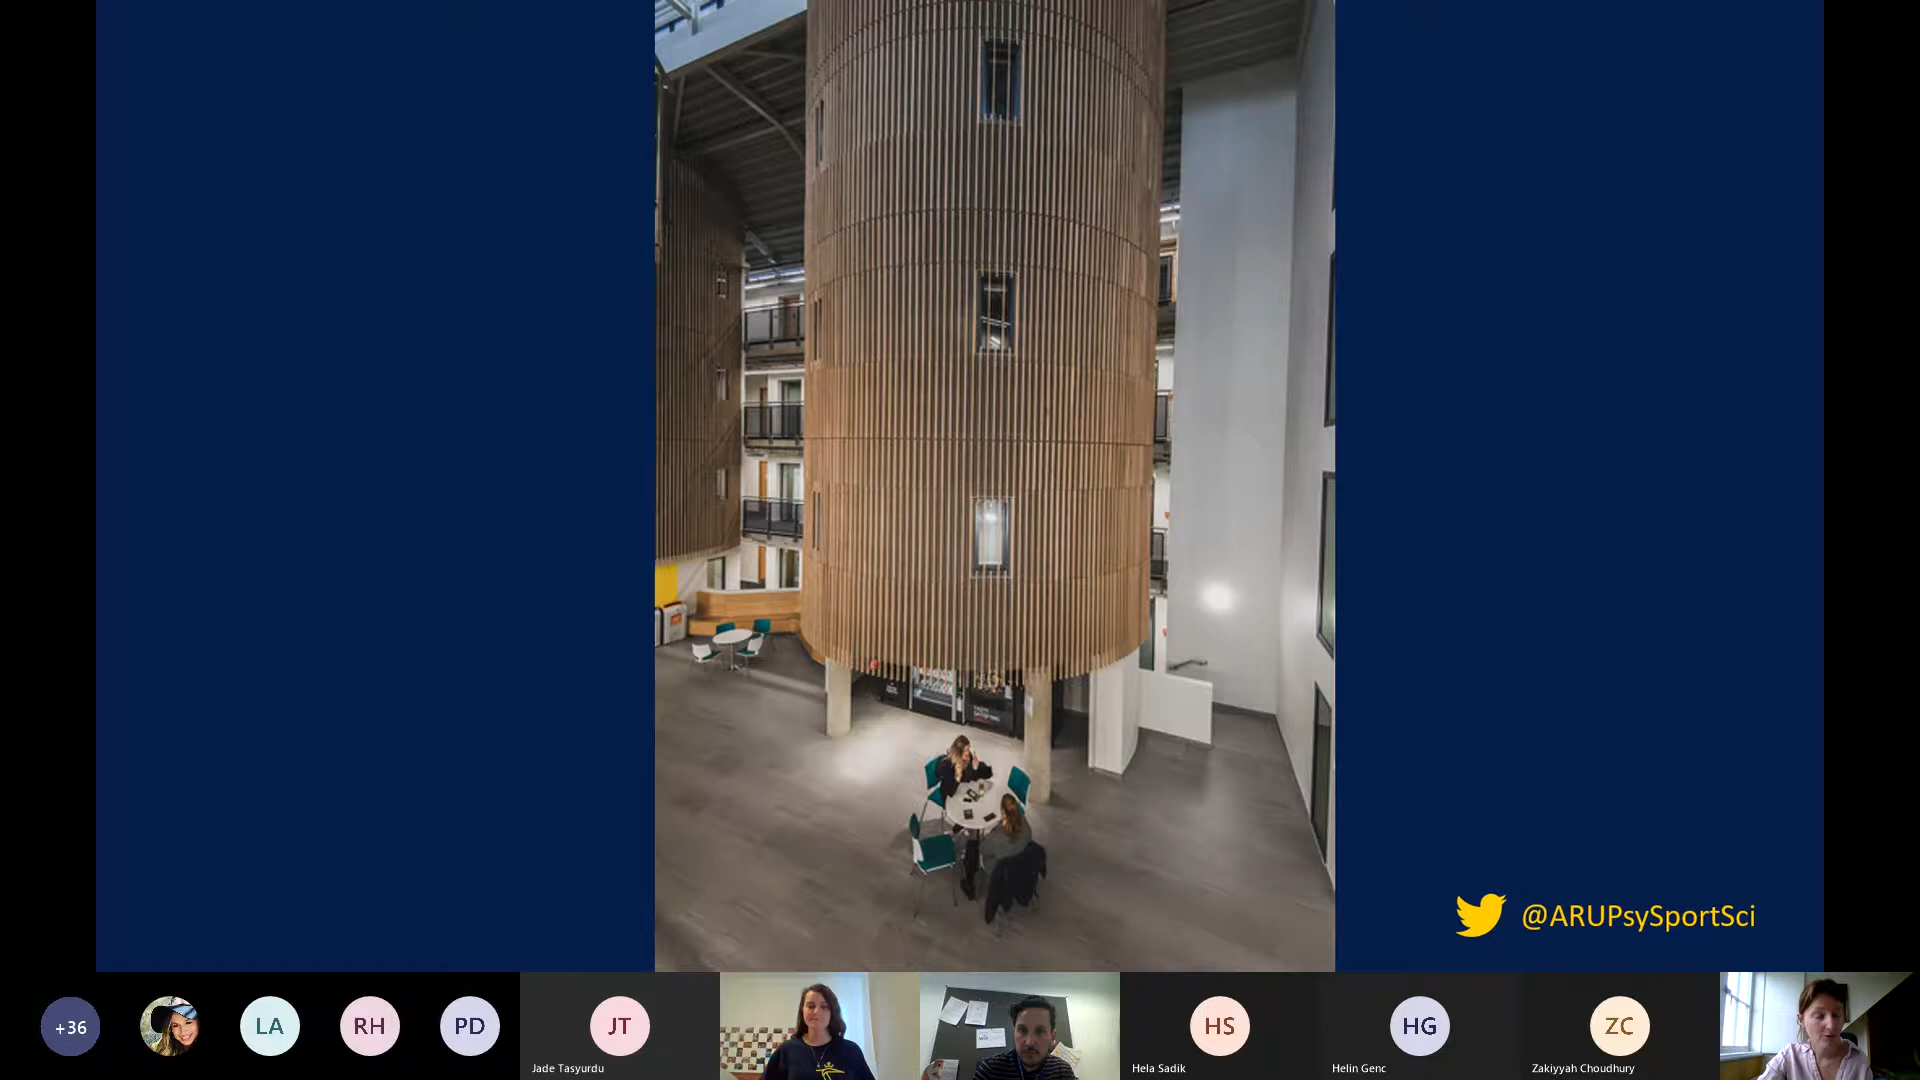 @ARUPsySportSci
+36
LA
RH
PD
JT
Jade Tasyurdu
HS
Hela Sadik
HG
Helin Genc
ZC
Zakiyyah Choudhury